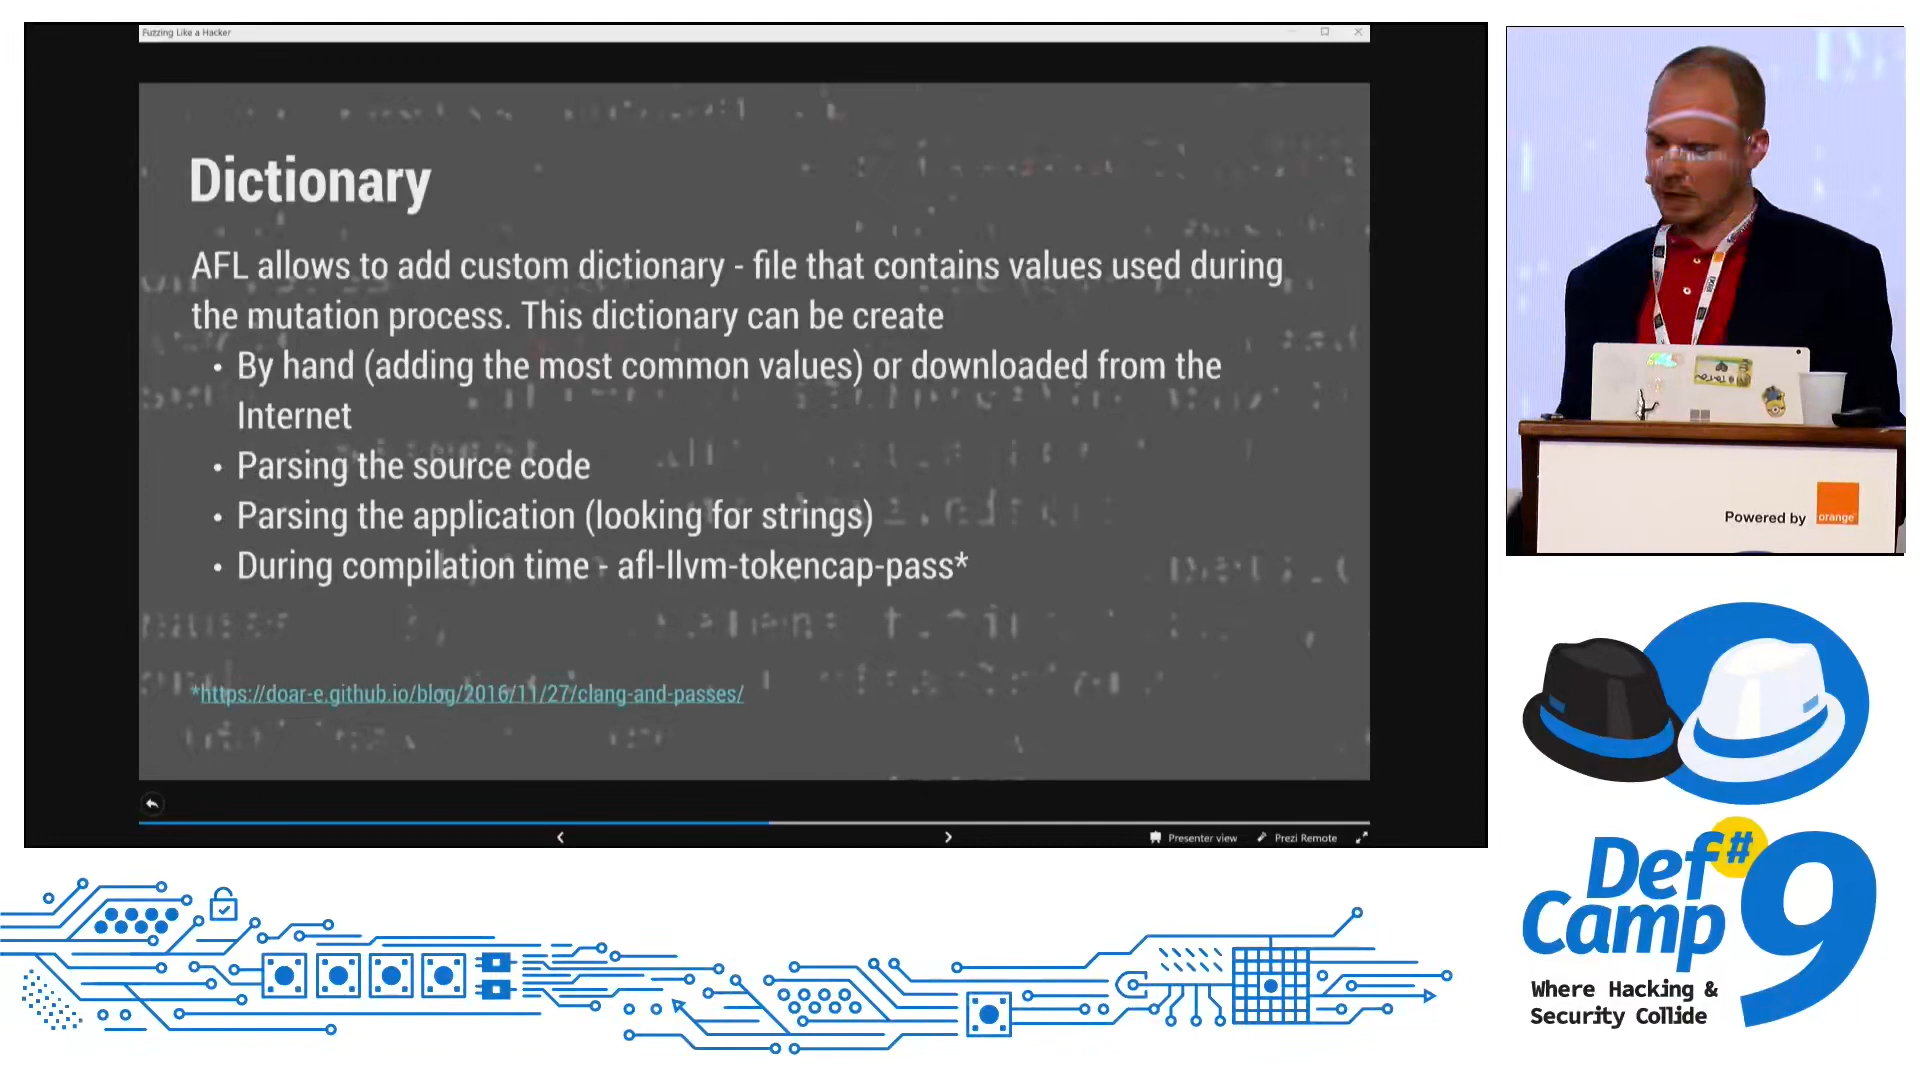 Fuzzing Like a Hacker
Dictionary
AFL allows to add custom dictionary - file that contains values used during
the mutation process. This dictionary can be create
• By hand (adding the most common values) or downloaded from the
Internet
• Parsing the source code
• Parsing the application (looking for strings)
• During compilation time - afl-llvm-tokencap-pass*
*https://doar-e.github.io/blog/2016/11/27/clang-and-passes/
Presenter view
Prezi Remote
Powered by
orange
Def
Camp
#9
Where Hacking &
Security Collide